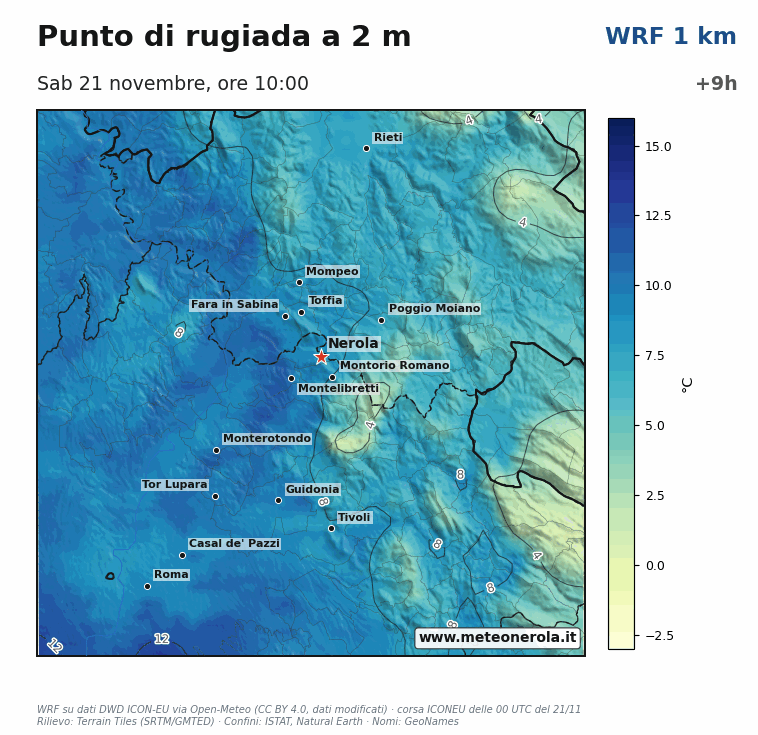 Punto di rugiada a 2 m
WRF 1 km
Sab 21 novembre, ore 10:00
+9h
4
4
Rieti
15.0
4
12.5
Mompeo
10.0
Fara in Sabina
Toffia
Poggio Moiano
8
Nerola
7.5
Montorio Romano
°C
Montelibretti
4
5.0
Monterotondo
8
Tor Lupara
Guidonia
8
2.5
Tivoli
Casal de' Pazzi
8
4
0.0
Roma
8
8
12
12
www.meteonerola.it
−2.5
WRF su dati DWD ICON-EU via Open-Meteo (CC BY 4.0, dati modificati) · corsa ICONEU delle 00 UTC del 21/11
Rilievo: Terrain Tiles (SRTM/GMTED) · Confini: ISTAT, Natural Earth · Nomi: GeoNames